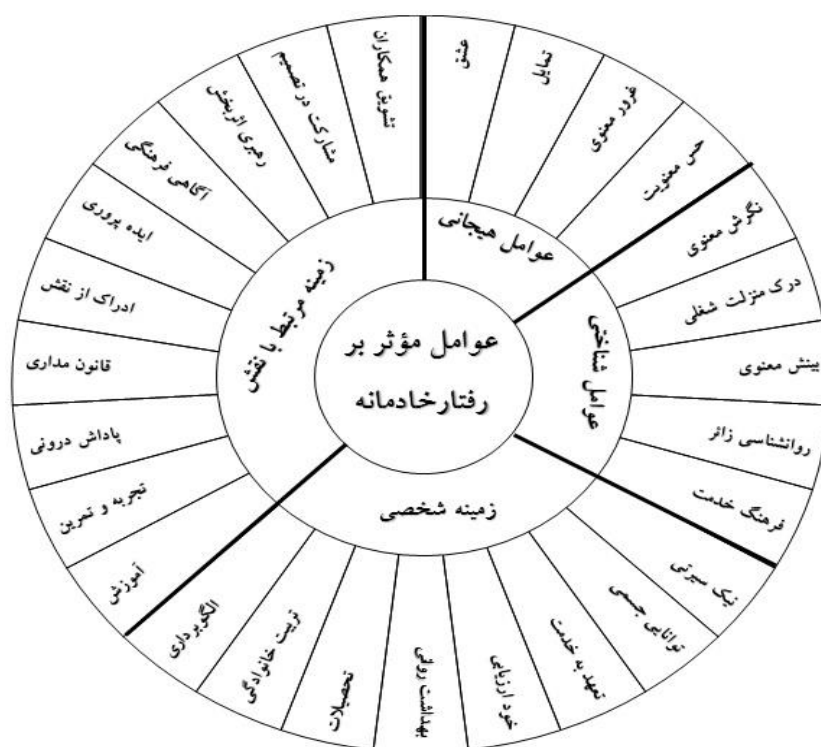 عوامل مؤثر بر
رفتارخادمانه
عوامل هیجانی
عشق
تمایل
غرور معنوی
حس معنویت
عوامل شناختی
نگرش معنوی
درک منزلت شغلی
بینش معنوی
روانشناسی زائر
فرهنگ خدمت
زمینه شخصی
نیک سیرتی
توانایی جسمی
تعهد به خدمت
خود ارزیابی
بهداشت روانی
تحصیلات
تربیت خانوادگی
الگوبرداری
زمینه مرتبط با نقش
آموزش
تجربه و تمرین
پاداش درونی
قانون مداری
ادراک از نقش
ایده پروری
آگاهی فرهنگی
رهبری اثربخش
مشارکت در تصمیم
تشویق همکاران